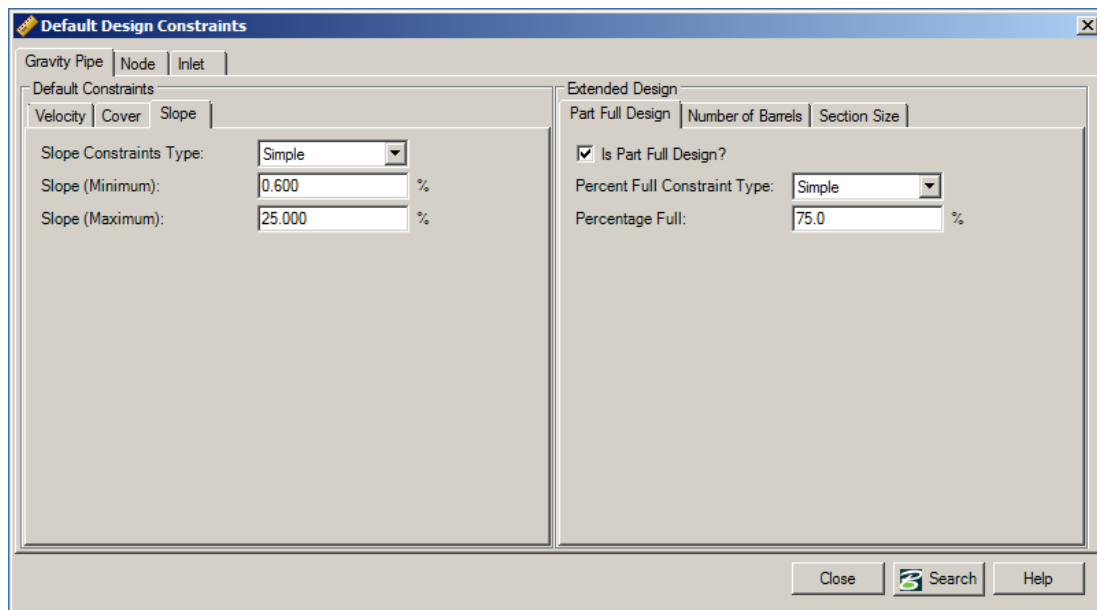 Default Design Constraints
Gravity Pipe Node Inlet
Default Constraints
Velocity Cover Slope
Slope Constraints Type: Simple
Slope (Minimum): 0.600 %
Slope (Maximum): 25.000 %
Extended Design
Part Full Design Number of Barrels Section Size
Is Part Full Design?
Percent Full Constraint Type: Simple
Percentage Full: 75.0 %
Close Search Help